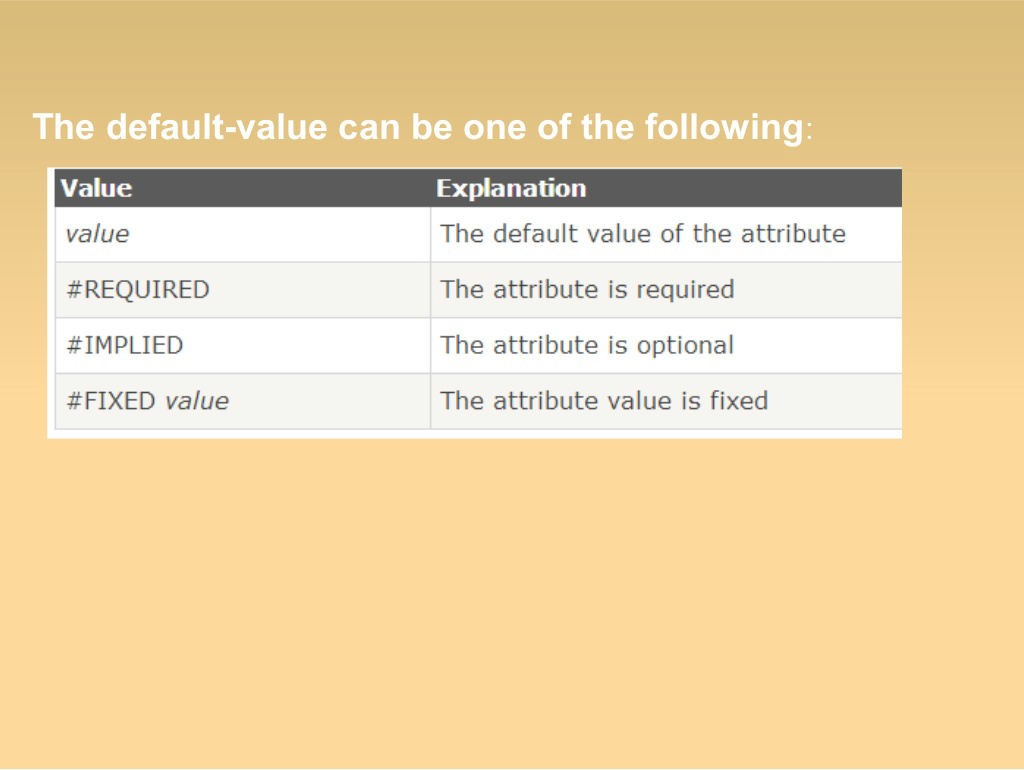 The default-value can be one of the following:
Value Explanation
value The default value of the attribute
#REQUIRED The attribute is required
#IMPLIED The attribute is optional
#FIXED value The attribute value is fixed